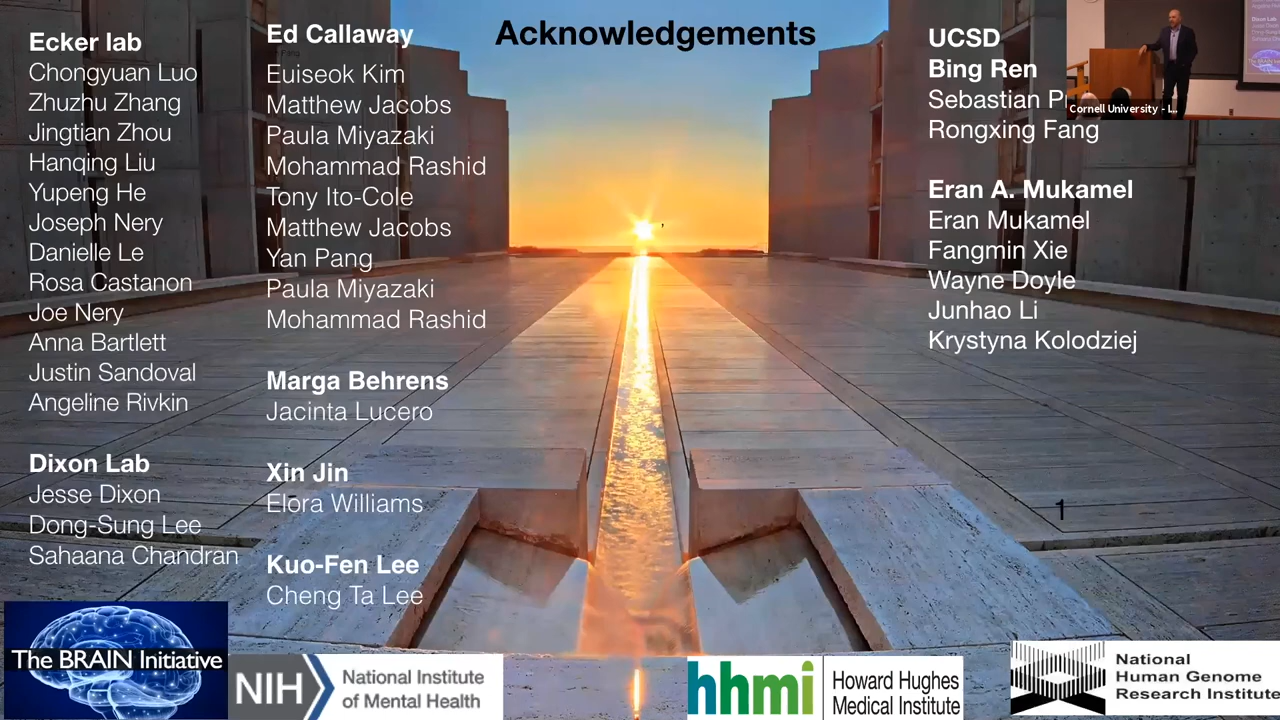 Acknowledgements
Ecker lab
Chongyuan Luo
Zhuzhu Zhang
Jingtian Zhou
Hanqing Liu
Yupeng He
Joseph Nery
Danielle Le
Rosa Castanon
Joe Nery
Anna Bartlett
Justin Sandoval
Angeline Rivkin
Dixon Lab
Jesse Dixon
Dong-Sung Lee
Sahaana Chandran
Ed Callaway
Euiseok Kim
Matthew Jacobs
Paula Miyazaki
Mohammad Rashid
Tony Ito-Cole
Matthew Jacobs
Yan Pang
Paula Miyazaki
Mohammad Rashid
Marga Behrens
Jacinta Lucero
Xin Jin
Elora Williams
Kuo-Fen Lee
Cheng Ta Lee
UCSD
Bing Ren
Sebastian
Rongxing Fang
Eran A. Mukamel
Eran Mukamel
Fangmin Xie
Wayne Doyle
Junhao Li
Krystyna Kolodziej
Cornell University - I...
1
The BRAIN Initiative
NIH
National Institute
of Mental Health
hhmi
Howard Hughes
Medical Institute
National
Human Genome
Research Institute